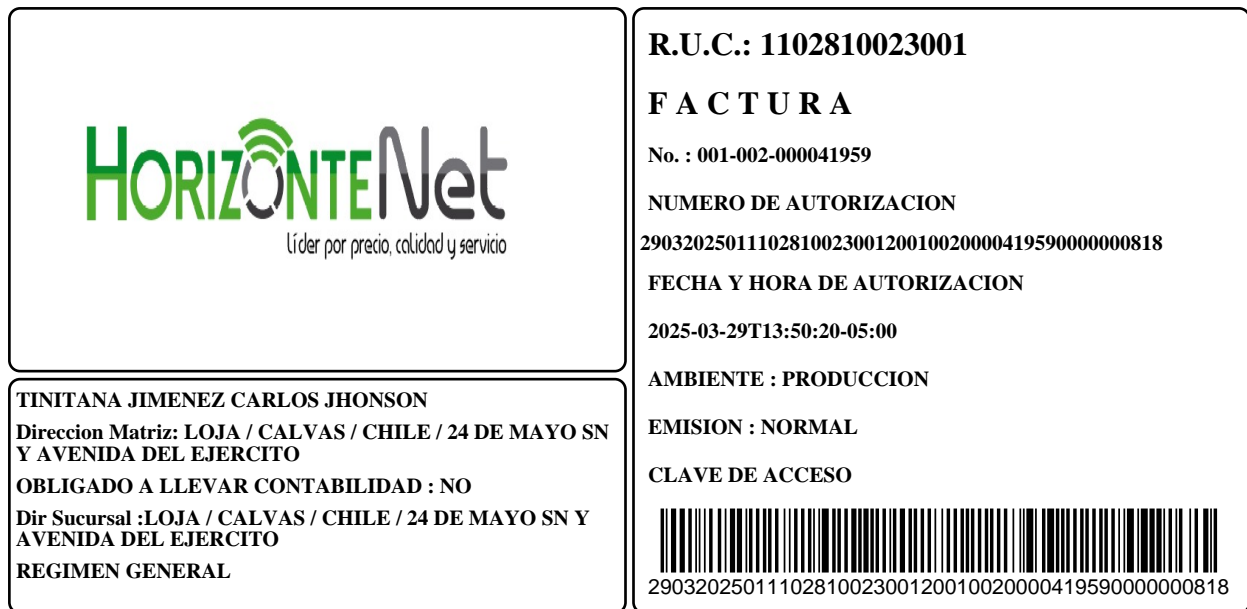 HORIZONTENet
líder por precio, calidad y servicio
TINITANA JIMENEZ CARLOS JHONSON
Direccion Matriz: LOJA / CALVAS / CHILE / 24 DE MAYO SN
Y AVENIDA DEL EJERCITO
OBLIGADO A LLEVAR CONTABILIDAD : NO
Dir Sucursal :LOJA / CALVAS / CHILE / 24 DE MAYO SN Y
AVENIDA DEL EJERCITO
REGIMEN GENERAL
R.U.C.: 1102810023001
F A C T U R A
No. : 001-002-000041959
NUMERO DE AUTORIZACION
2903202501110281002300120010020000419590000000818
FECHA Y HORA DE AUTORIZACION
2025-03-29T13:50:20-05:00
AMBIENTE : PRODUCCION
EMISION : NORMAL
CLAVE DE ACCESO
2903202501110281002300120010020000419590000000818